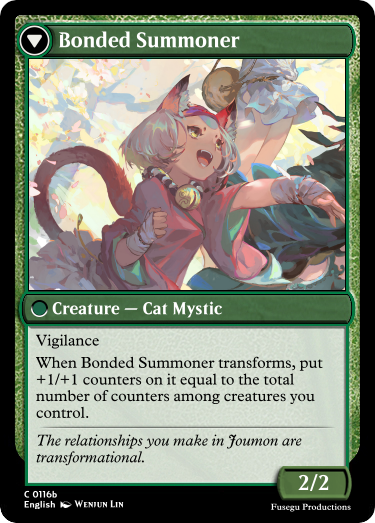 Bonded Summoner
Creature — Cat Mystic
Vigilance
When Bonded Summoner transforms, put
+1/+1 counters on it equal to the total
number of counters among creatures you
control.
The relationships you make in Joumon are
transformational.
2/2
C 0116b
English Wenjun Lin
Fusegu Productions